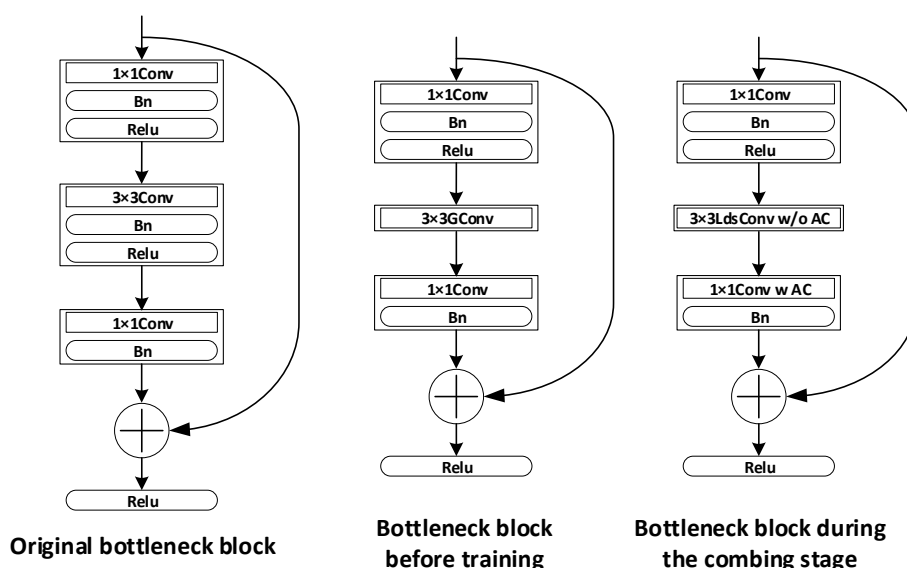 1×1Conv
Bn
Relu
3×3Conv
Bn
Relu
1×1Conv
Bn
Relu
Original bottleneck block
1×1Conv
Bn
Relu
3×3GConv
1×1Conv
Bn
Relu
Bottleneck block
before training
1×1Conv
Bn
Relu
3×3LdsConv w/o AC
1×1Conv w AC
Bn
Relu
Bottleneck block during
the combing stage